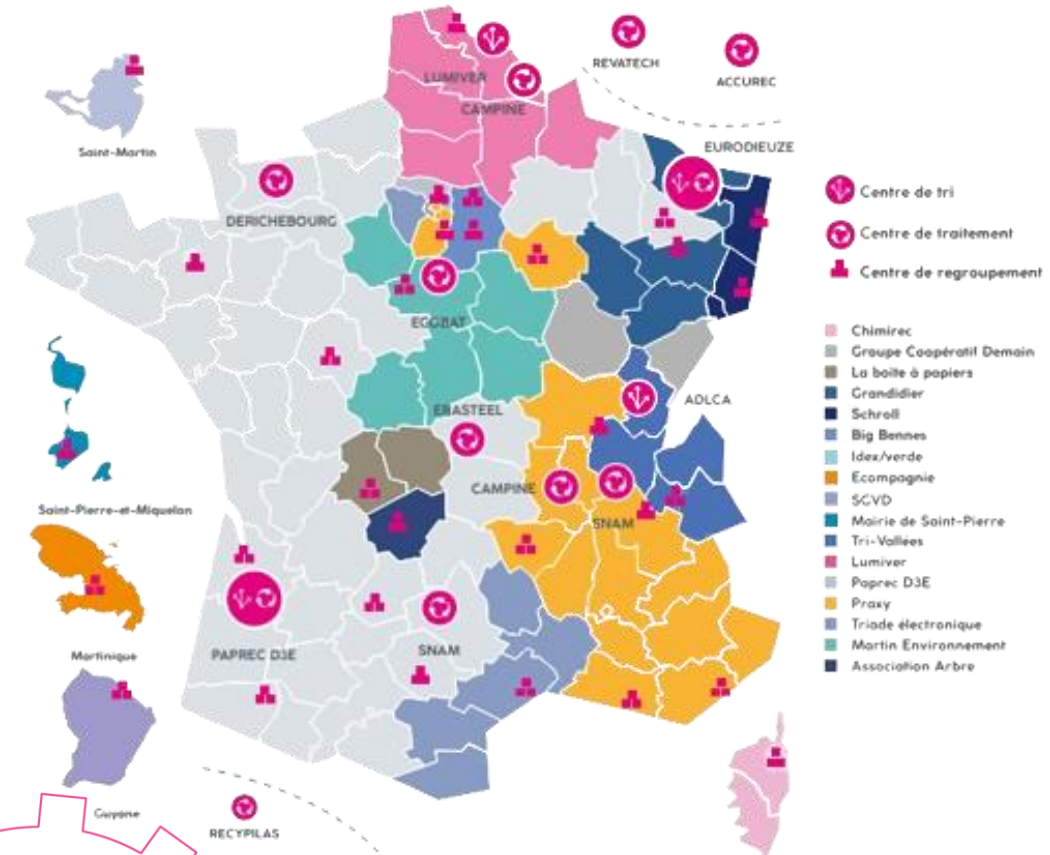 REVATECH
ACCUREC
LUMIVER
CAMPINE
Saint-Martin
EURODIEUZE
DERICHEBOURG
Centre de tri
Centre de traitement
Centre de regroupement
ECOBAT
Chimirec
Groupe Coopératif Demain
La boite à papiers
Grandidier
Schroll
Big Bennes
Idex/verde
Ecompagnie
SGVD
Mairie de Saint-Pierre
Tri-Vallées
Lumiver
Paprec D3E
Praxy
Triade électronique
Martin Environnement
Association Arbre
ADLCA
ERASTEEL
CAMPINE
SNAM
Saint-Pierre-et-Miquelon
Martinique
PAPREC D3E
SNAM
Guyane
RECYPILAS